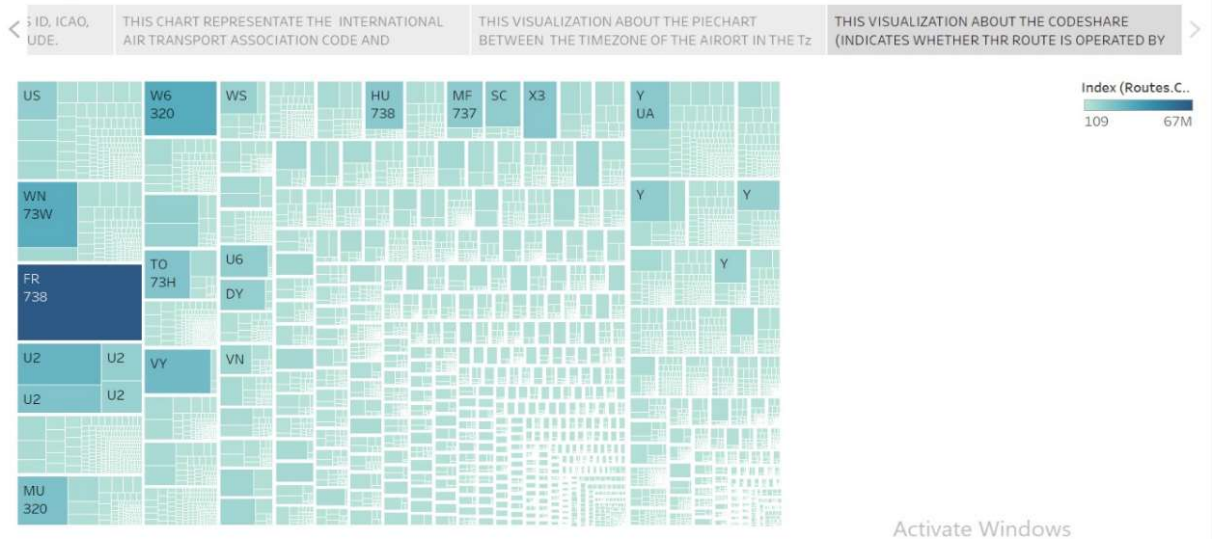 S ID, ICAO,
UDE.
THIS CHART REPRESENTATE THE INTERNATIONAL
AIR TRANSPORT ASSOCIATION CODE AND
THIS VISUALIZATION ABOUT THE PIECHART
BETWEEN THE TIMEZONE OF THE AIRORT IN THE Tz
THIS VISUALIZATION ABOUT THE CODESHARE
(INDICATES WHETHER THR ROUTE IS OPERATED BY
Index (Routes.C..
109 67M
US
W6
320
WS
HU
738
MF
737
SC
X3
Y
UA
WN
73W
Y
Y
FR
738
TO
73H
U6
DY
Y
U2
U2
U2
U2
VY
VN
MU
320
Activate Windows